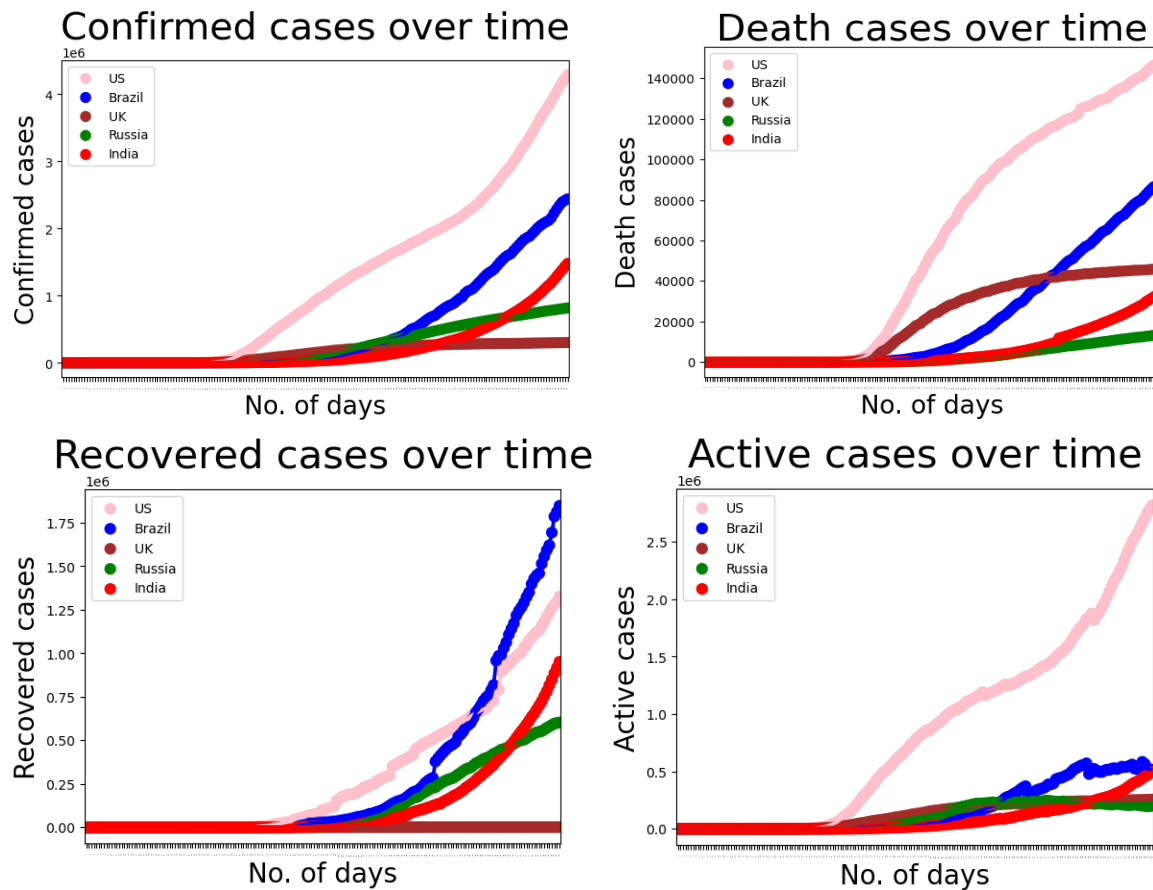 Confirmed cases over time
1e6
US
Brazil
UK
Russia
India
4
3
2
1
0
Confirmed cases
No. of days
Death cases over time
US
Brazil
UK
Russia
India
140000
120000
100000
80000
60000
40000
20000
0
Death cases
No. of days
Recovered cases over time
1e6
US
Brazil
UK
Russia
India
1.75
1.50
1.25
1.00
0.75
0.50
0.25
0.00
Recovered cases
No. of days
Active cases over time
1e6
US
Brazil
UK
Russia
India
2.5
2.0
1.5
1.0
0.5
0.0
Active cases
No. of days